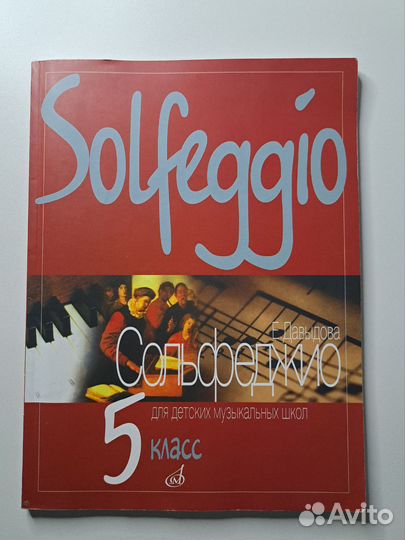 Solfeggio
Е. Давыдова
Сольфеджио
для детских музыкальных школ
5 класс
Avito